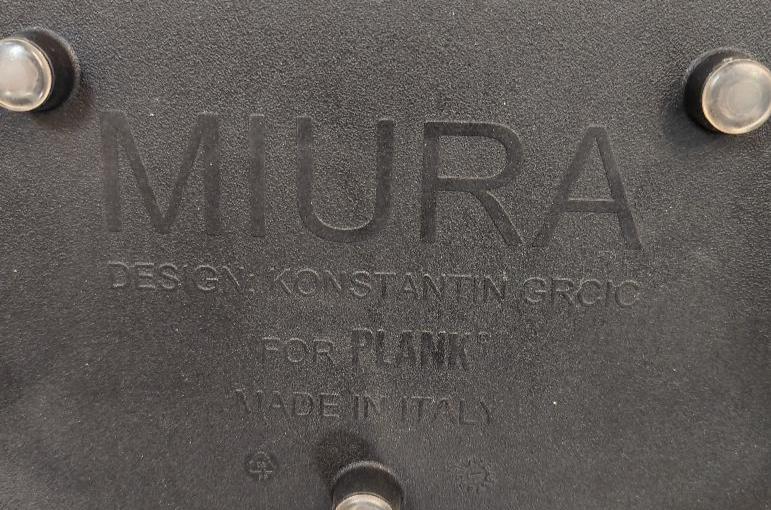 MIURA
DESIGN: KONSTANTIN GRCIC
FOR PLANK®
MADE IN ITALY